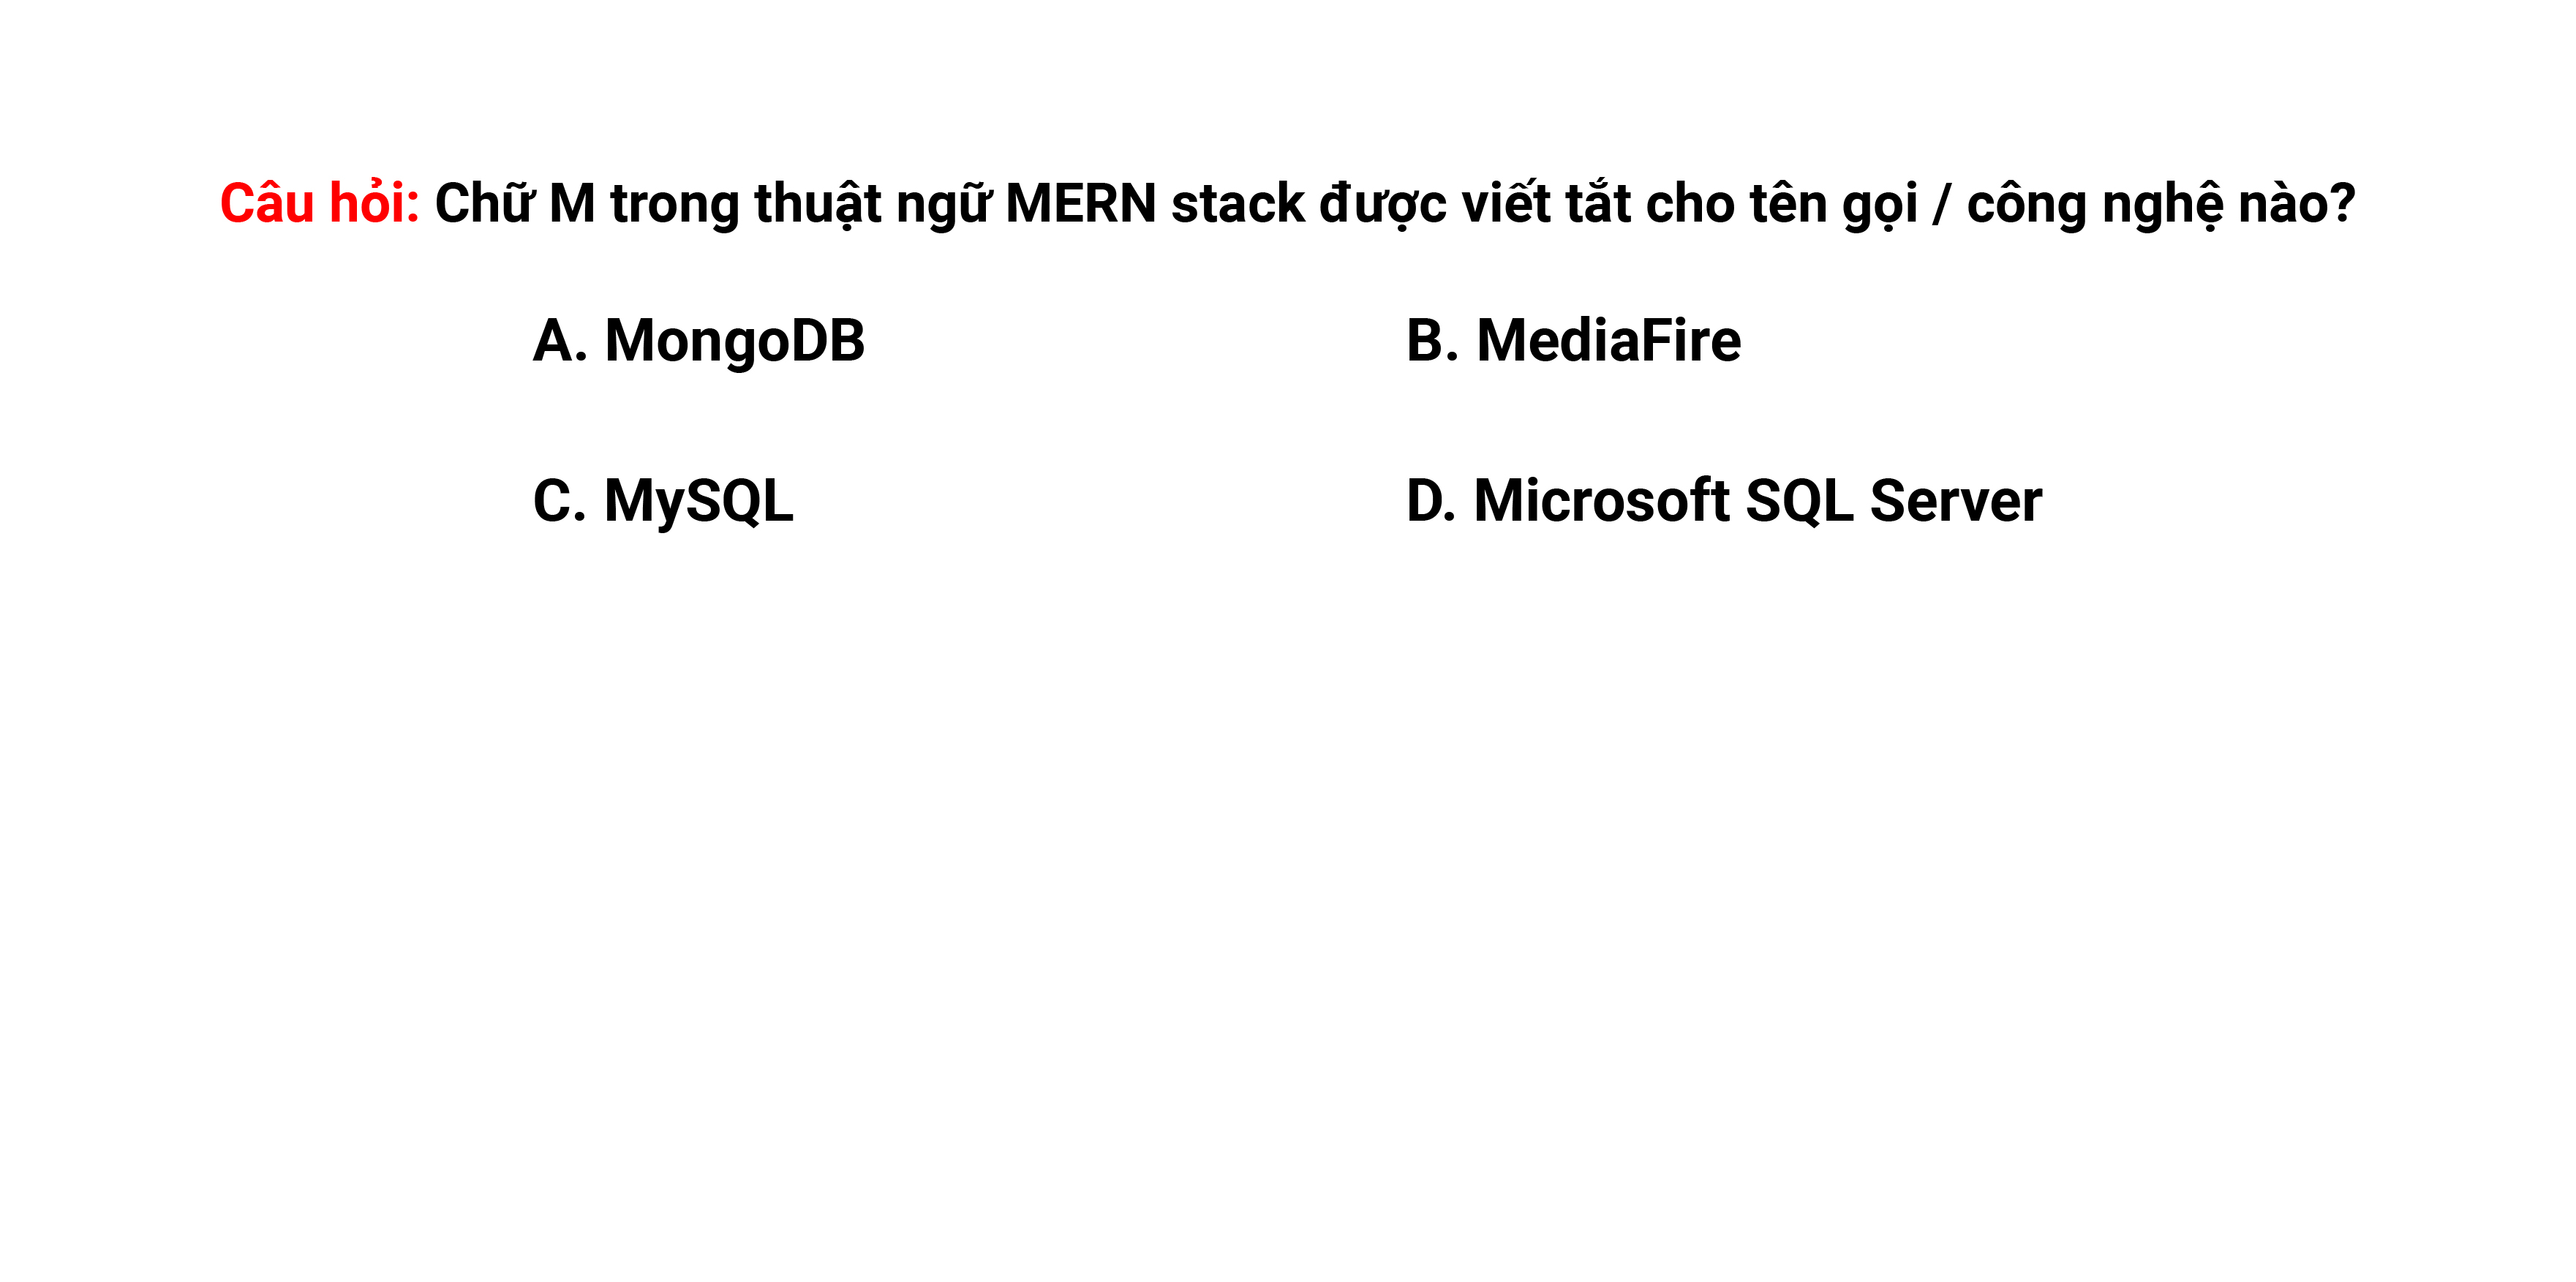 Câu hỏi: Chữ M trong thuật ngữ MERN stack được viết tắt cho tên gọi / công nghệ nào?
A. MongoDB
B. MediaFire
C. MySQL
D. Microsoft SQL Server